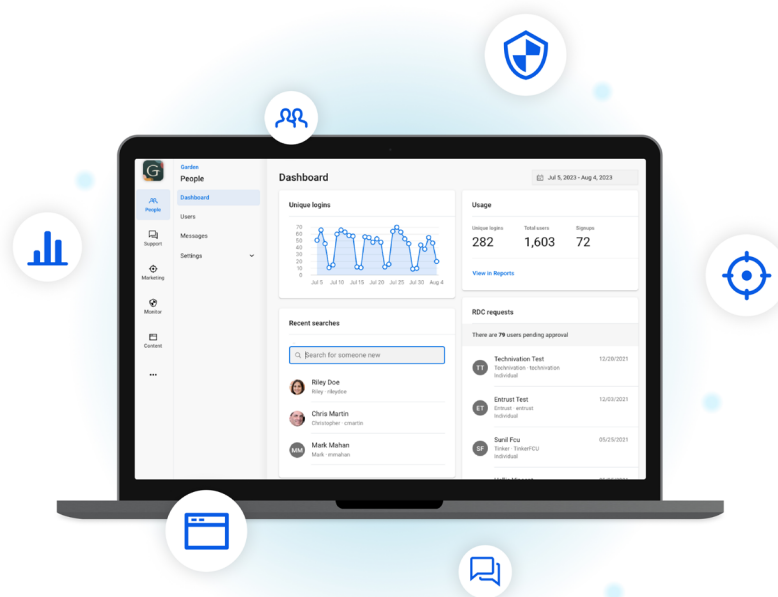 G
Garden
People
Dashboard
Users
Messages
Settings
People
Support
Marketing
Monitor
Content
Dashboard
Jul 5, 2023 - Aug 4, 2023
Unique logins
70
60
50
40
30
20
10
0
Jul 5 Jul 10 Jul 15 Jul 20 Jul 25 Jul 30 Aug 4
Usage
Unique logins Total users Signups
282 1,603 72
View in Reports
Recent searches
Search for someone new
Riley Doe
Riley · rileydoe
Chris Martin
Christopher · cmartin
MM
Mark Mahan
Mark · mmahan
RDC requests
There are 79 users pending approval
TT
Technivation Test 12/28/2021
Technivation · technivation
Individual
ET
Entrust Test 12/03/2021
Entrust · entrust
Individual
SF
Sunil Fcu 05/25/2021
Tinker · TinkerFCU
Individual